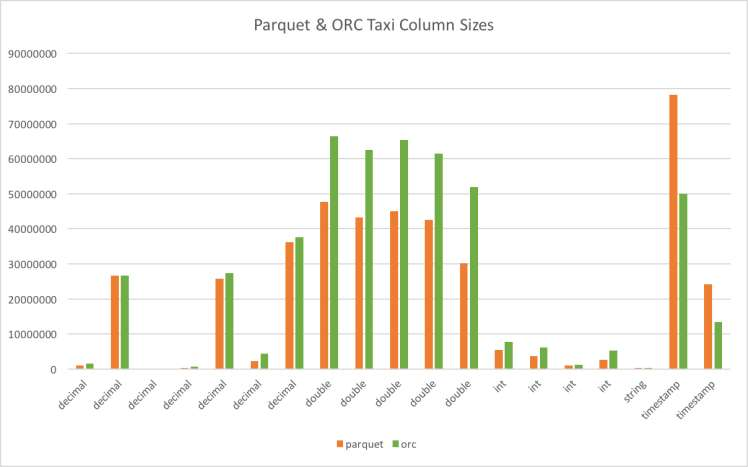 Parquet & ORC Taxi Column Sizes
90000000
80000000
70000000
60000000
50000000
40000000
30000000
20000000
10000000
0
decimal
decimal
decimal
decimal
decimal
decimal
decimal
double
double
double
double
double
int
int
int
int
string
timestamp
timestamp
parquet orc